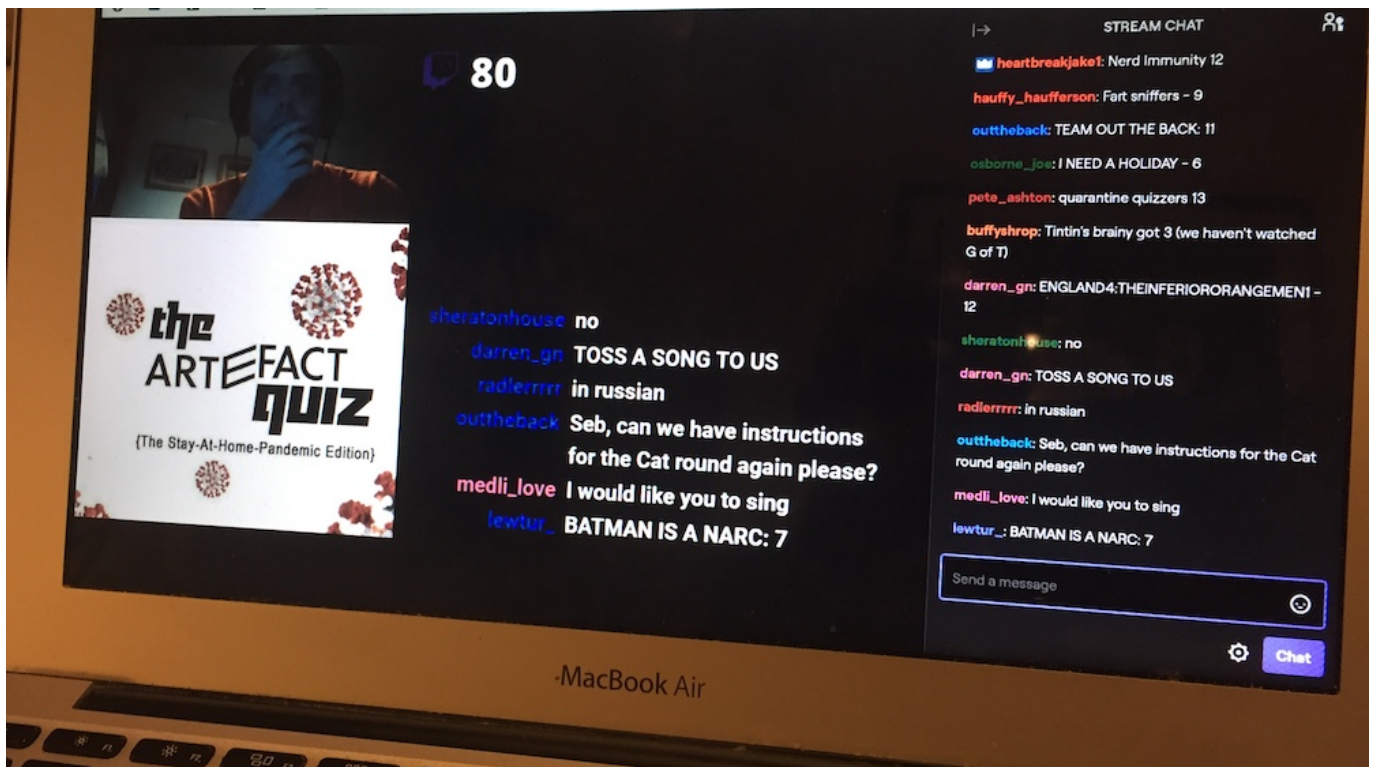 80
the
ARTEFACT
quiz
{The Stay-At-Home-Pandemic Edition}
sheratonhouse no
darren_gn TOSS A SONG TO US
radlerrrrr in russian
outtheback Seb, can we have instructions
for the Cat round again please?
medli_love I would like you to sing
lewtur_ BATMAN IS A NARC: 7
STREAM CHAT
heartbreakjake1: Nerd Immunity 12
hauffy_haufferson: Fart sniffers - 9
outtheback: TEAM OUT THE BACK: 11
osborne_joe: I NEED A HOLIDAY - 6
pete_ashton: quarantine quizzers 13
buffyshrop: Tintin's brainy got 3 (we haven't watched
G of T)
darren_gn: ENGLAND4:THEINFERIORORANGEMEN1 -
12
sheratonhouse: no
darren_gn: TOSS A SONG TO US
radlerrrrr: in russian
outtheback: Seb, can we have instructions for the Cat
round again please?
medli_love: I would like you to sing
lewtur_: BATMAN IS A NARC: 7
Send a message
Chat
MacBook Air
F1
F2